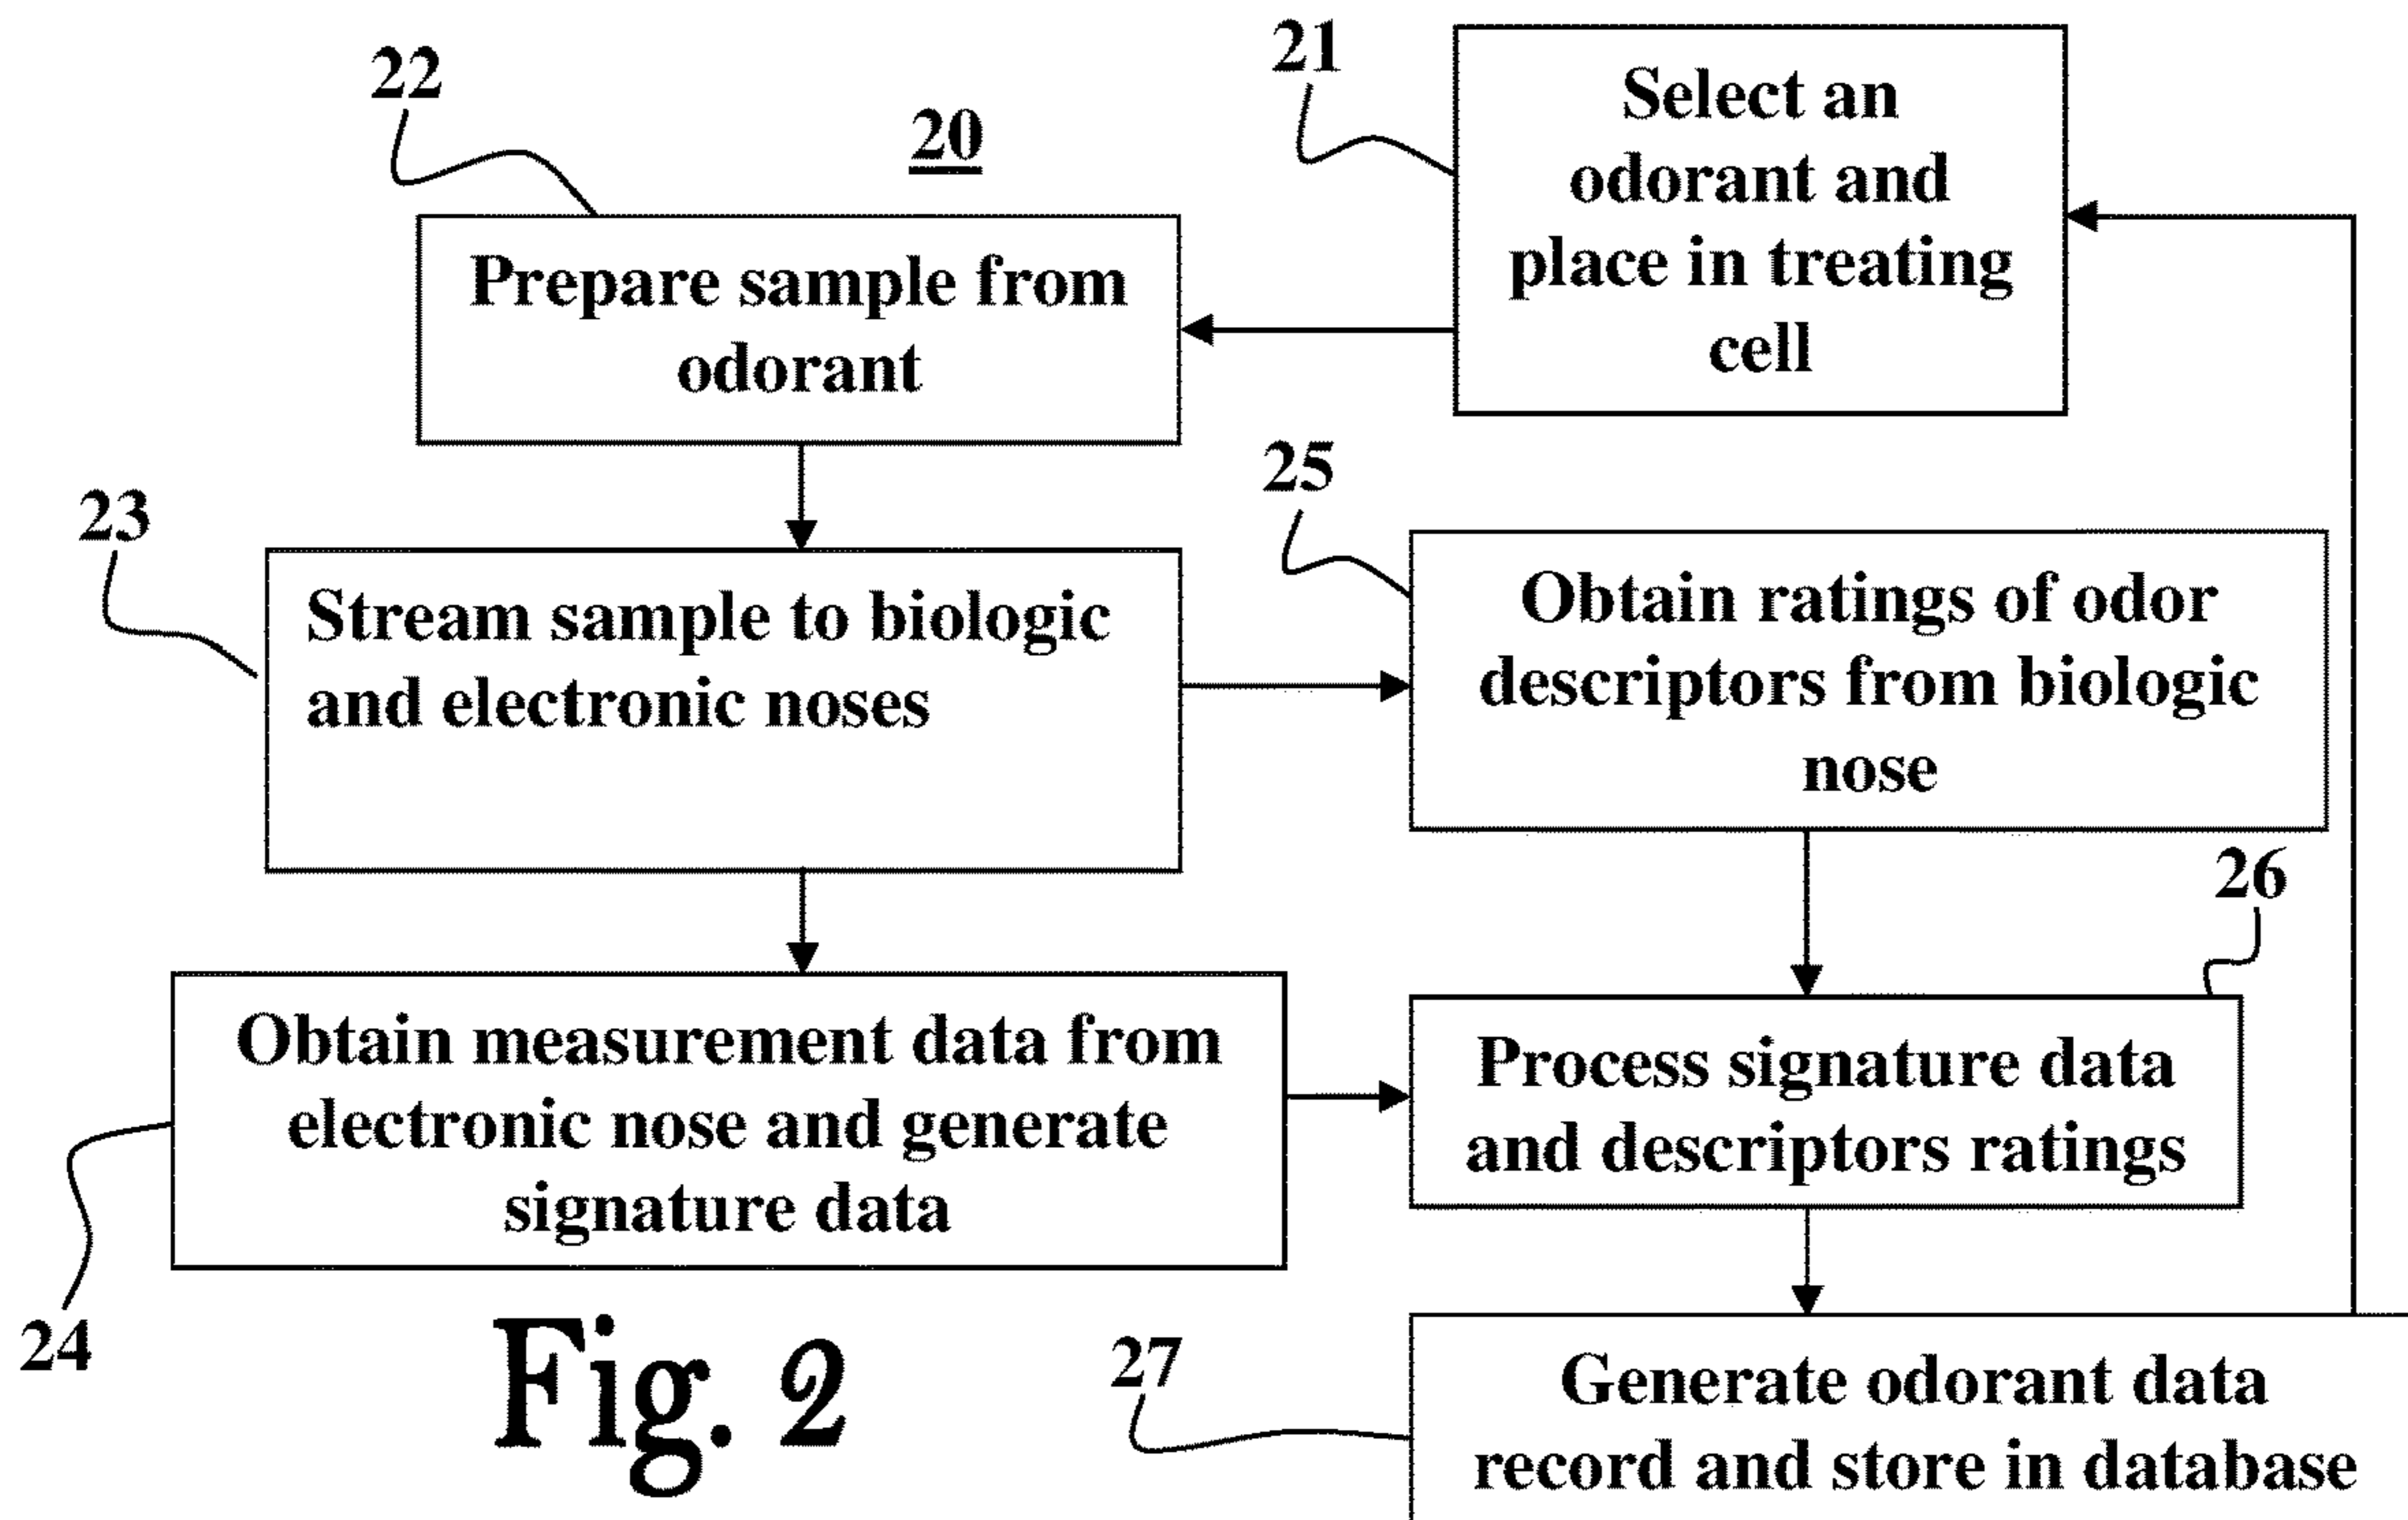 22
20
21
Select an
odorant and
place in treating
cell
Prepare sample from
odorant
23
Stream sample to biologic
and electronic noses
25
Obtain ratings of odor
descriptors from biologic
nose
26
Obtain measurement data from
electronic nose and generate
signature data
24
Process signature data
and descriptors ratings
27
Generate odorant data
record and store in database
Fig. 2